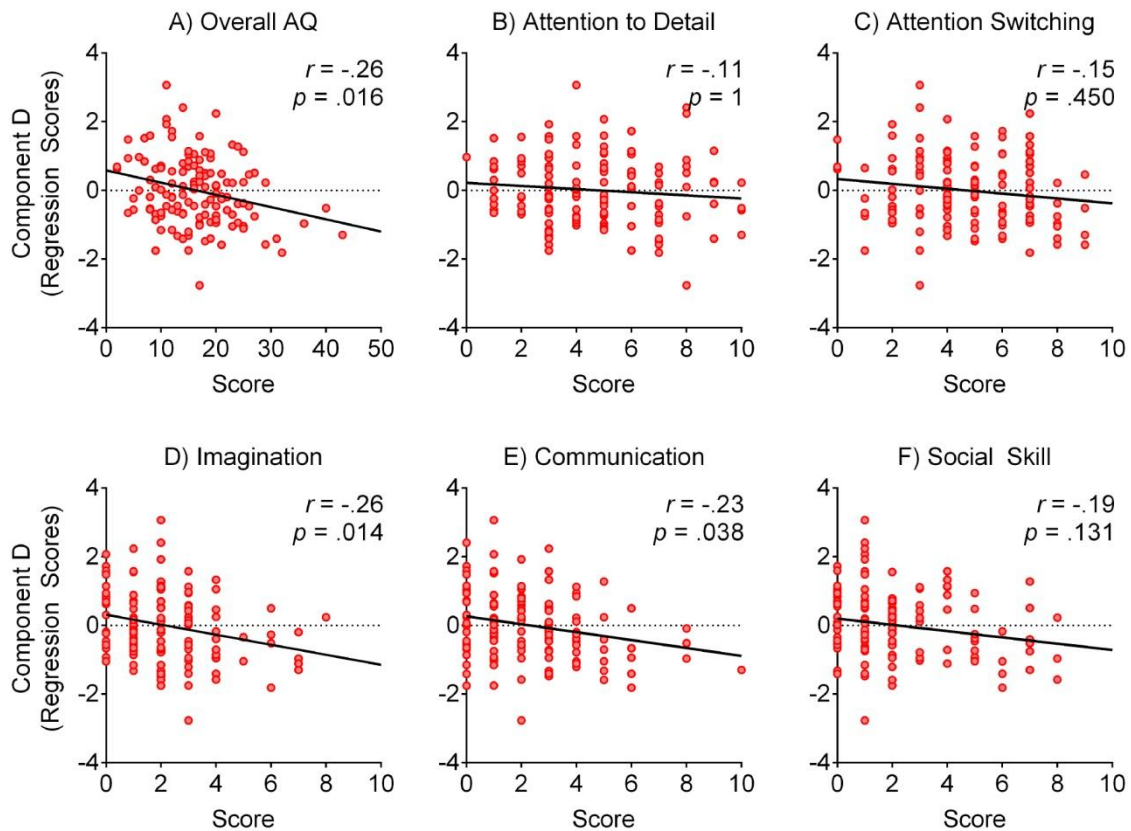 A) Overall AQ
B) Attention to Detail
C) Attention Switching
r = -.26
p = .016
r = -.11
p = 1
r = -.15
p = .450
Component D
(Regression Scores)
4
2
0
-2
-4
0 10 20 30 40 50
Score
4
2
0
-2
-4
0 2 4 6 8 10
Score
4
2
0
-2
-4
0 2 4 6 8 10
Score
D) Imagination
E) Communication
F) Social Skill
r = -.26
p = .014
r = -.23
p = .038
r = -.19
p = .131
Component D
(Regression Scores)
4
2
0
-2
-4
0 2 4 6 8 10
Score
4
2
0
-2
-4
0 2 4 6 8 10
Score
4
2
0
-2
-4
0 2 4 6 8 10
Score